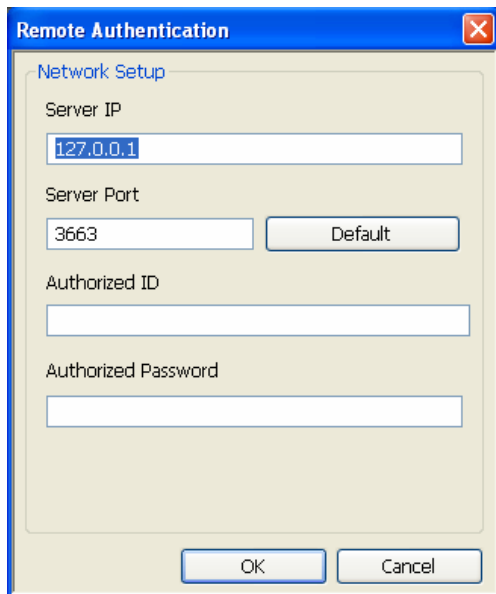 Remote Authentication
Network Setup
Server IP
127.0.0.1
Server Port
3663 Default
Authorized ID
Authorized Password
OK Cancel